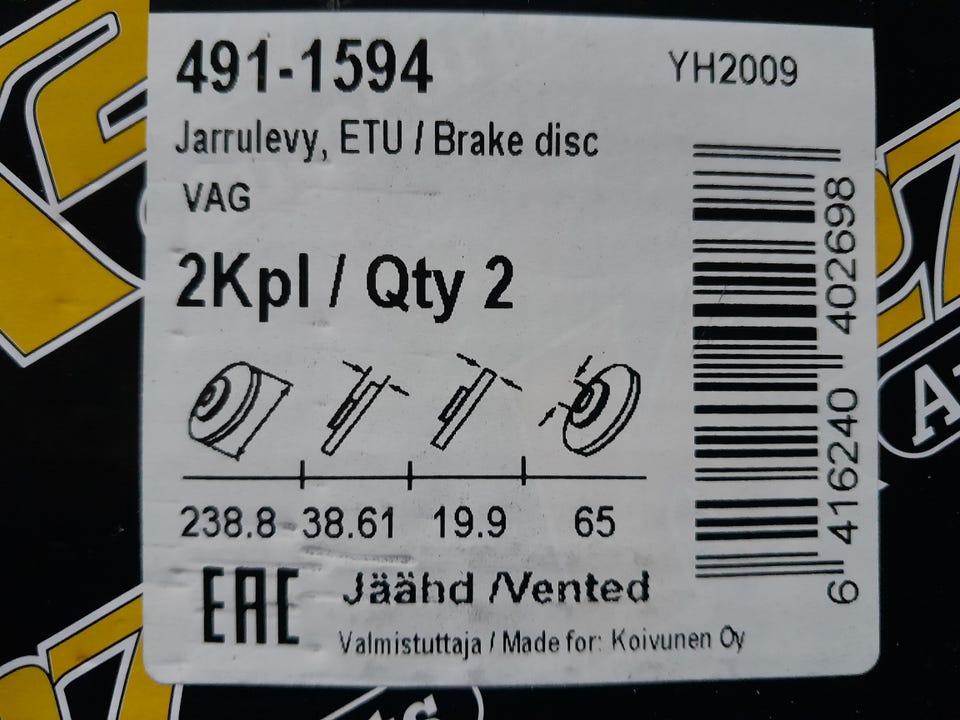 491-1594
YH2009
Jarrulevy, ETU / Brake disc
VAG
2Kpl / Qty 2
238.8 38.61 19.9 65
EAC
Jäähd /Vented
Valmistuttaja / Made for: Koivunen Oy
6 416240 402698